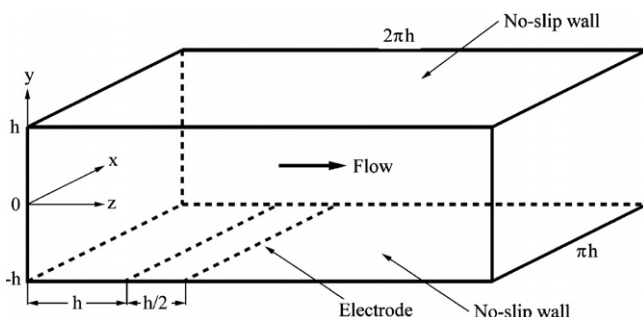 2πh
No-slip wall
y
h
x
Flow
0
z
-h
πh
h
h/2
Electrode
No-slip wall